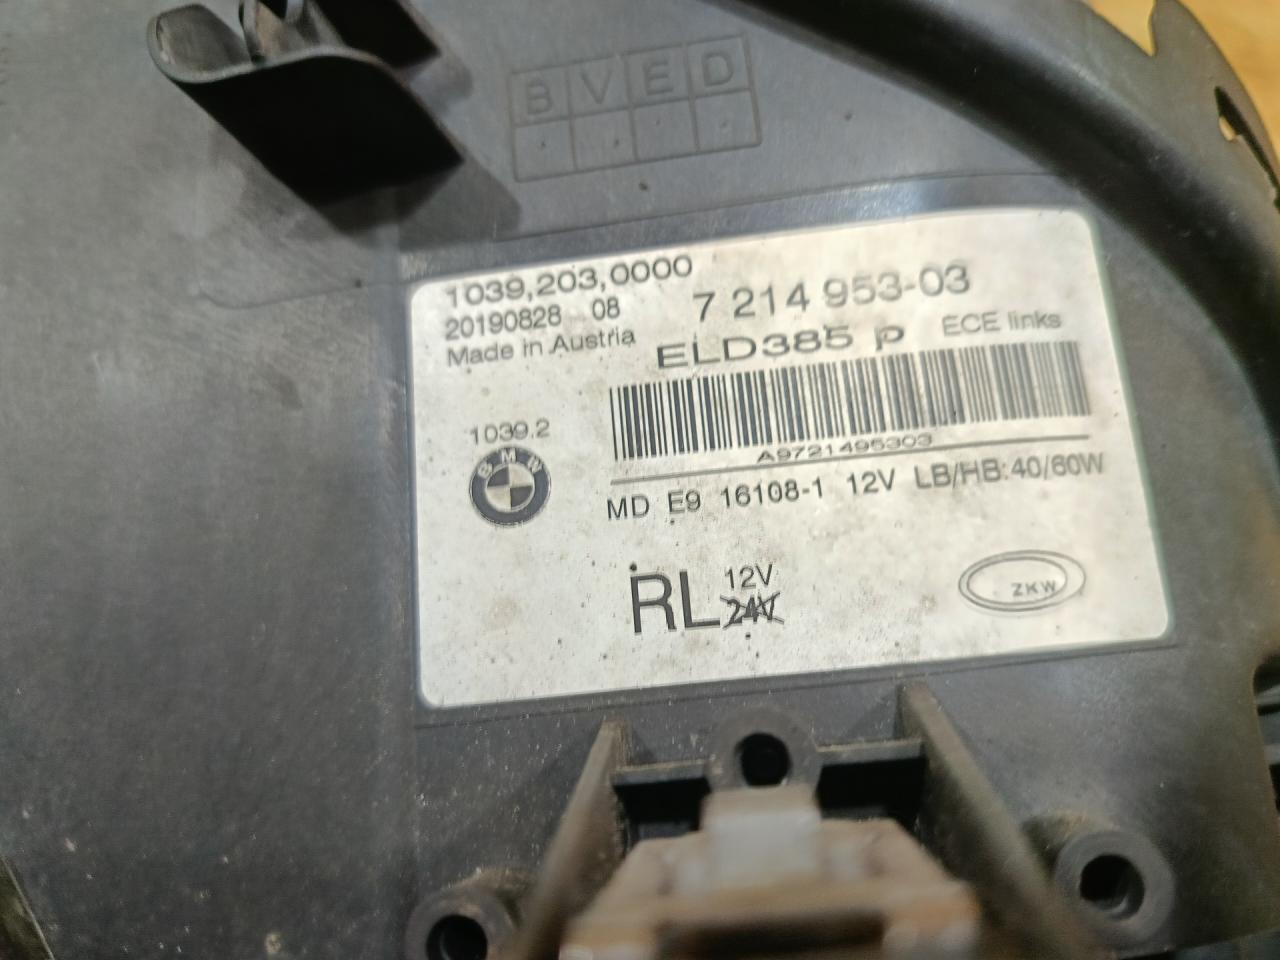 B V E D
1039,203,0000
20190828 08 7 214 953-03
Made in Austria ELD385 P ECE links
A9721495303
1039.2
BMW
MD E9 16108-1 12V LB/HB:40/60W
RL 12V
24V
ZKW